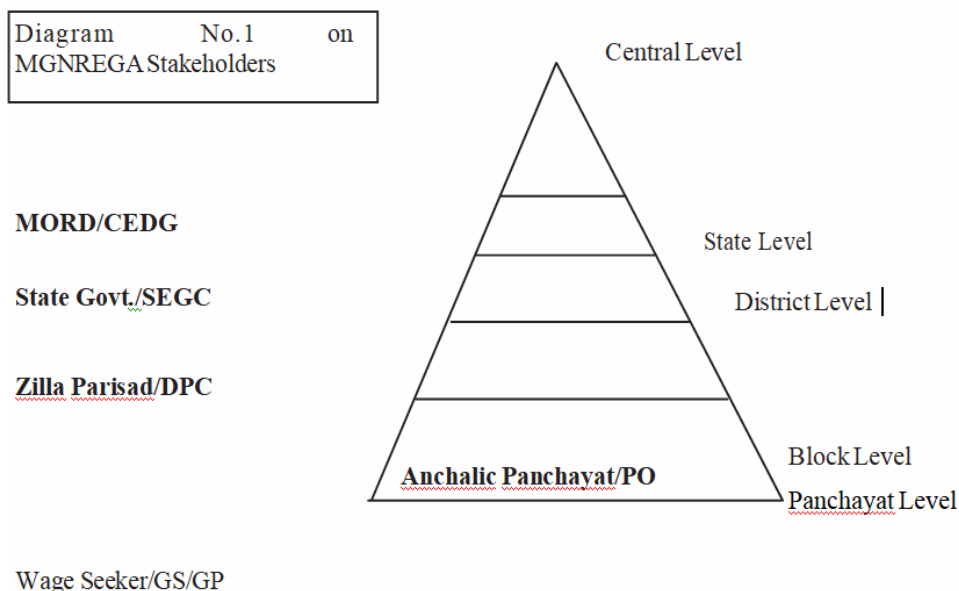 Diagram No.1 on
MGNREGA Stakeholders
Central Level
MORD/CEDG
State Level
State Govt./SEGC
District Level
Zilla Parisad/DPC
Block Level
Anchalic Panchayat/PO
Panchayat Level
Wage Seeker/GS/GP